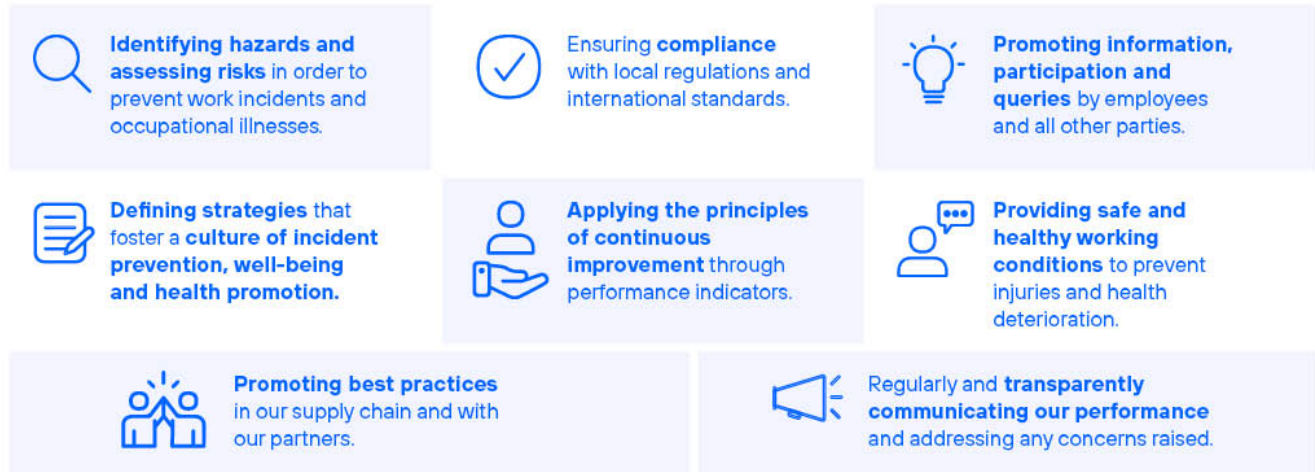 Identifying hazards and
assessing risks in order to
prevent work incidents and
occupational illnesses.
Ensuring compliance
with local regulations and
international standards.
Promoting information,
participation and
queries by employees
and all other parties.
Defining strategies that
foster a culture of incident
prevention, well-being
and health promotion.
Applying the principles
of continuous
improvement through
performance indicators.
Providing safe and
healthy working
conditions to prevent
injuries and health
deterioration.
Promoting best practices
in our supply chain and with
our partners.
Regularly and transparently
communicating our performance
and addressing any concerns raised.